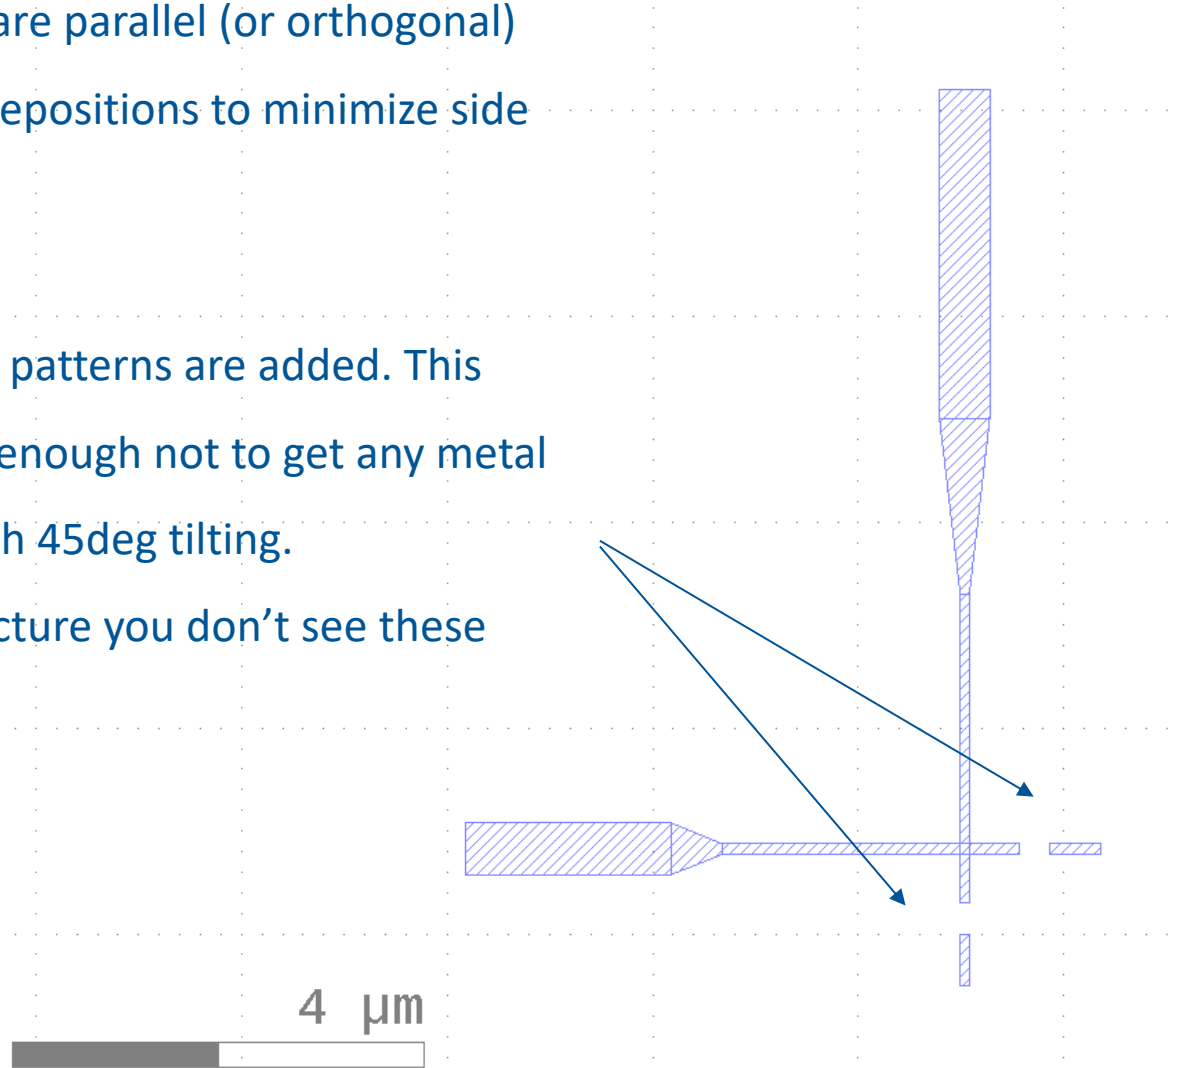 are parallel (or orthogonal)
epositions to minimize side
patterns are added. This
enough not to get any metal
h 45deg tilting.
cture you don’t see these
4 μm